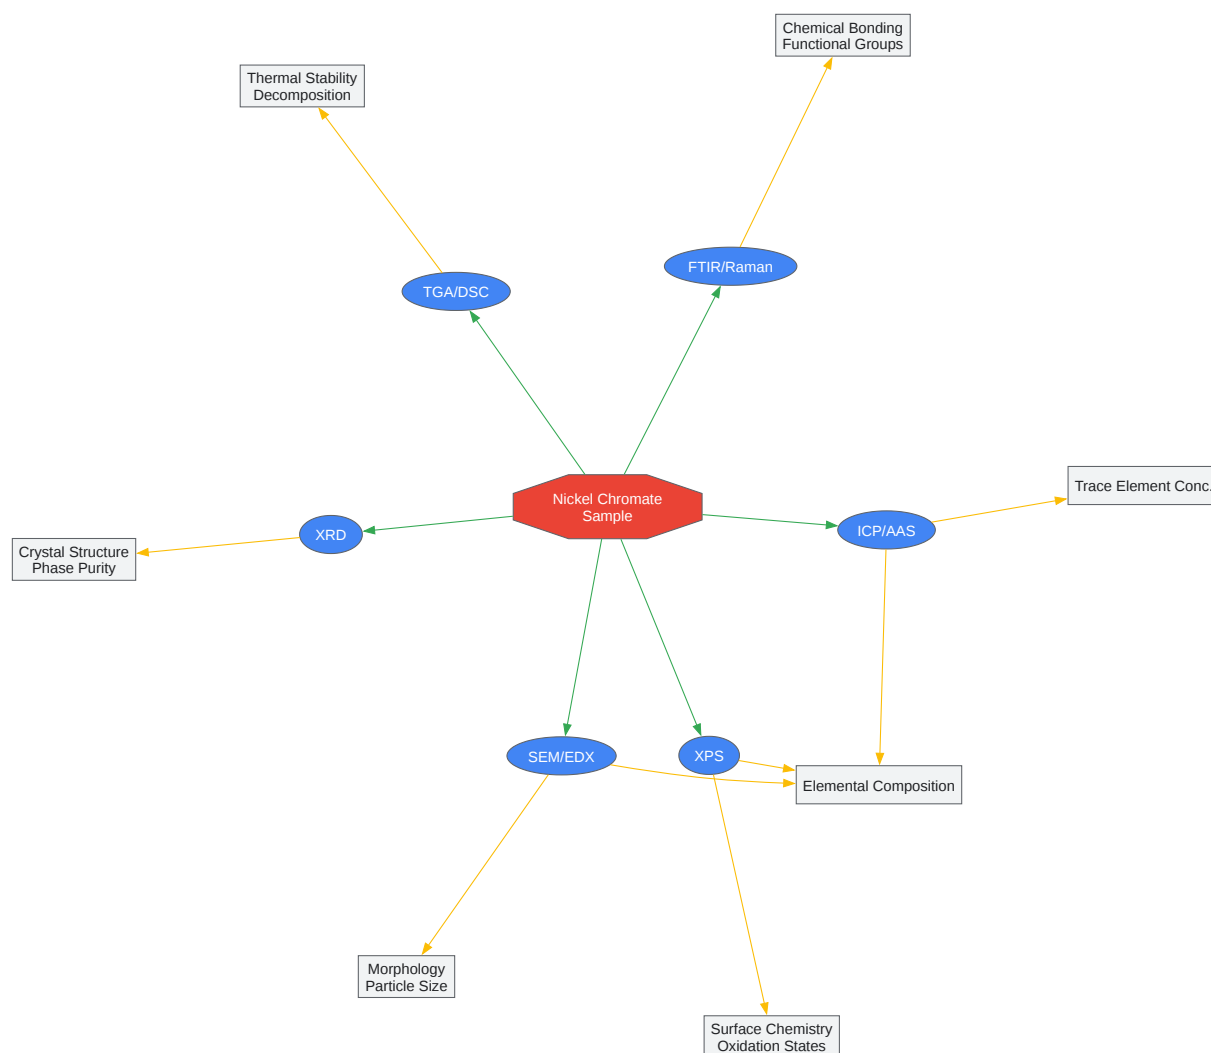 Chemical Bonding
Functional Groups
Thermal Stability
Decomposition
FTIR/Raman
TGA/DSC
Nickel Chromate
Sample
Trace Element Conc.
ICP/AAS
XRD
Crystal Structure
Phase Purity
SEM/EDX
XPS
Elemental Composition
Morphology
Particle Size
Surface Chemistry
Oxidation States